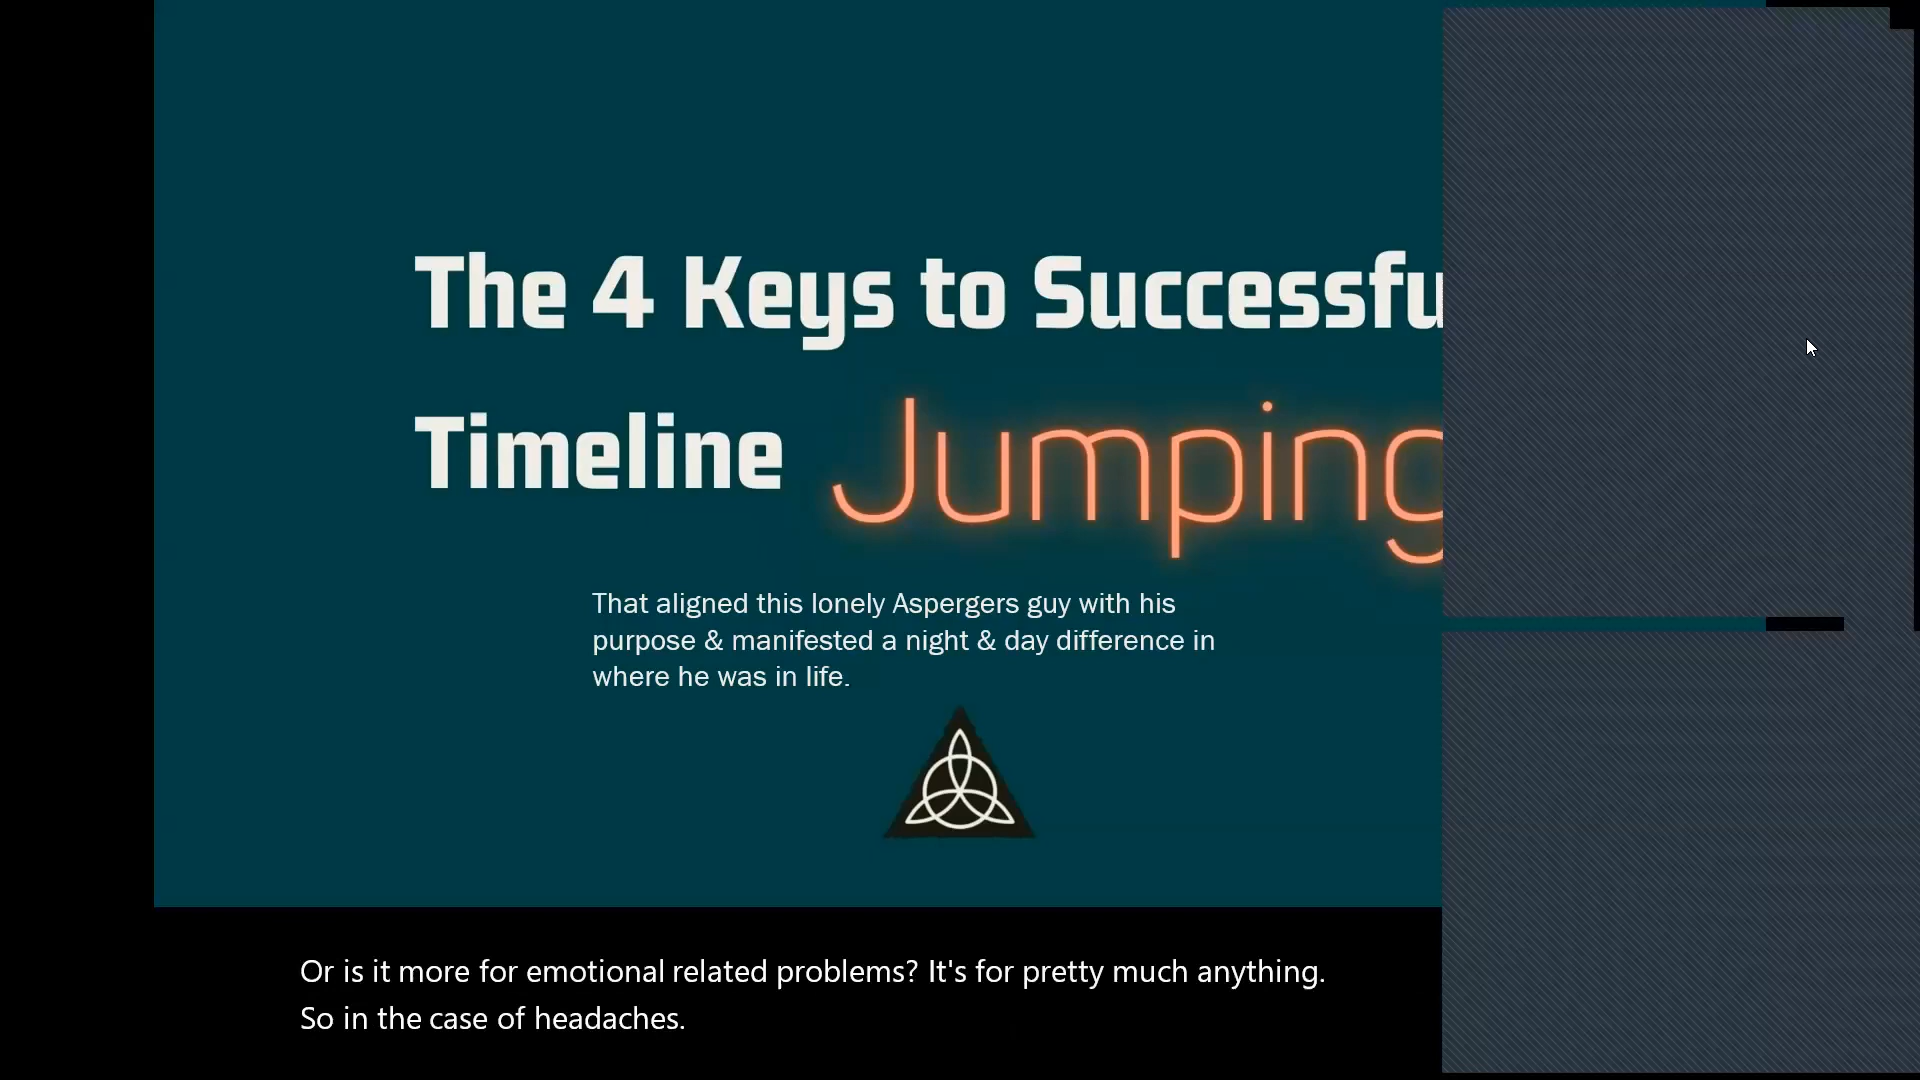 The 4 Keys to Successfu
Timeline Jumping
That aligned this lonely Aspergers guy with his
purpose & manifested a night & day difference in
where he was in life.
Or is it more for emotional related problems? It's for pretty much anything.
So in the case of headaches.